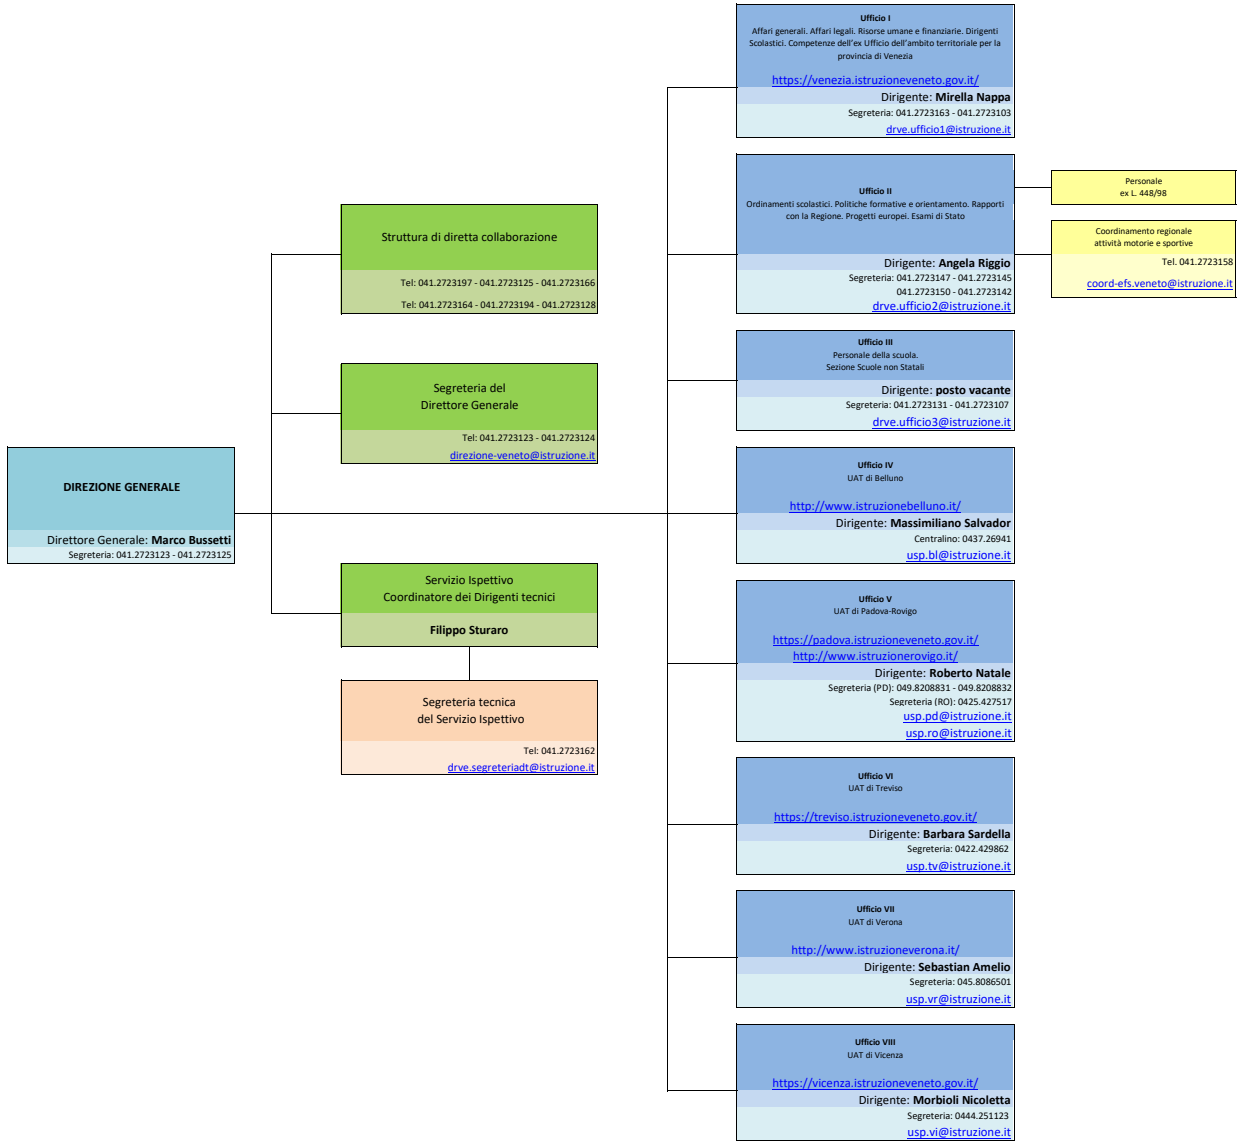 DIREZIONE GENERALE
Direttore Generale: Marco Bussetti
Segreteria: 041.2723123 - 041.2723125
Struttura di diretta collaborazione
Tel: 041.2723197 - 041.2723125 - 041.2723166
Tel: 041.2723164 - 041.2723194 - 041.2723128
Segreteria del
Direttore Generale
Tel: 041.2723123 - 041.2723124
direzione-veneto@istruzione.it
Servizio Ispettivo
Coordinatore dei Dirigenti tecnici
Filippo Sturaro
Segreteria tecnica
del Servizio Ispettivo
Tel: 041.2723162
drve.segreteriadt@istruzione.it
Ufficio I
Affari generali. Affari legali. Risorse umane e finanziarie. Dirigenti
Scolastici. Competenze dell'ex Ufficio dell'ambito territoriale per la
provincia di Venezia
https://venezia.istruzioneveneto.gov.it/
Dirigente: Mirella Nappa
Segreteria: 041.2723163 - 041.2723103
drve.ufficio1@istruzione.it
Ufficio II
Ordinamenti scolastici. Politiche formative e orientamento. Rapporti
con la Regione. Progetti europei. Esami di Stato
Dirigente: Angela Riggio
Segreteria: 041.2723147 - 041.2723145
041.2723150 - 041.2723142
drve.ufficio2@istruzione.it
Personale
ex L. 448/98
Coordinamento regionale
attività motorie e sportive
Tel. 041.2723158
coord-efs.veneto@istruzione.it
Ufficio III
Personale della scuola.
Sezione Scuole non Statali
Dirigente: posto vacante
Segreteria: 041.2723131 - 041.2723107
drve.ufficio3@istruzione.it
Ufficio IV
UAT di Belluno
http://www.istruzionebelluno.it/
Dirigente: Massimiliano Salvador
Centralino: 0437.26941
usp.bl@istruzione.it
Ufficio V
UAT di Padova-Rovigo
https://padova.istruzioneveneto.gov.it/
http://www.istruzionerovigo.it/
Dirigente: Roberto Natale
Segreteria (PD): 049.8208831 - 049.8208832
Segreteria (RO): 0425.427517
usp.pd@istruzione.it
usp.ro@istruzione.it
Ufficio VI
UAT di Treviso
https://treviso.istruzioneveneto.gov.it/
Dirigente: Barbara Sardella
Segreteria: 0422.429862
usp.tv@istruzione.it
Ufficio VII
UAT di Verona
http://www.istruzioneverona.it/
Dirigente: Sebastian Amelio
Segreteria: 045.8086501
usp.vr@istruzione.it
Ufficio VIII
UAT di Vicenza
https://vicenza.istruzioneveneto.gov.it/
Dirigente: Morbioli Nicoletta
Segreteria: 0444.251123
usp.vi@istruzione.it